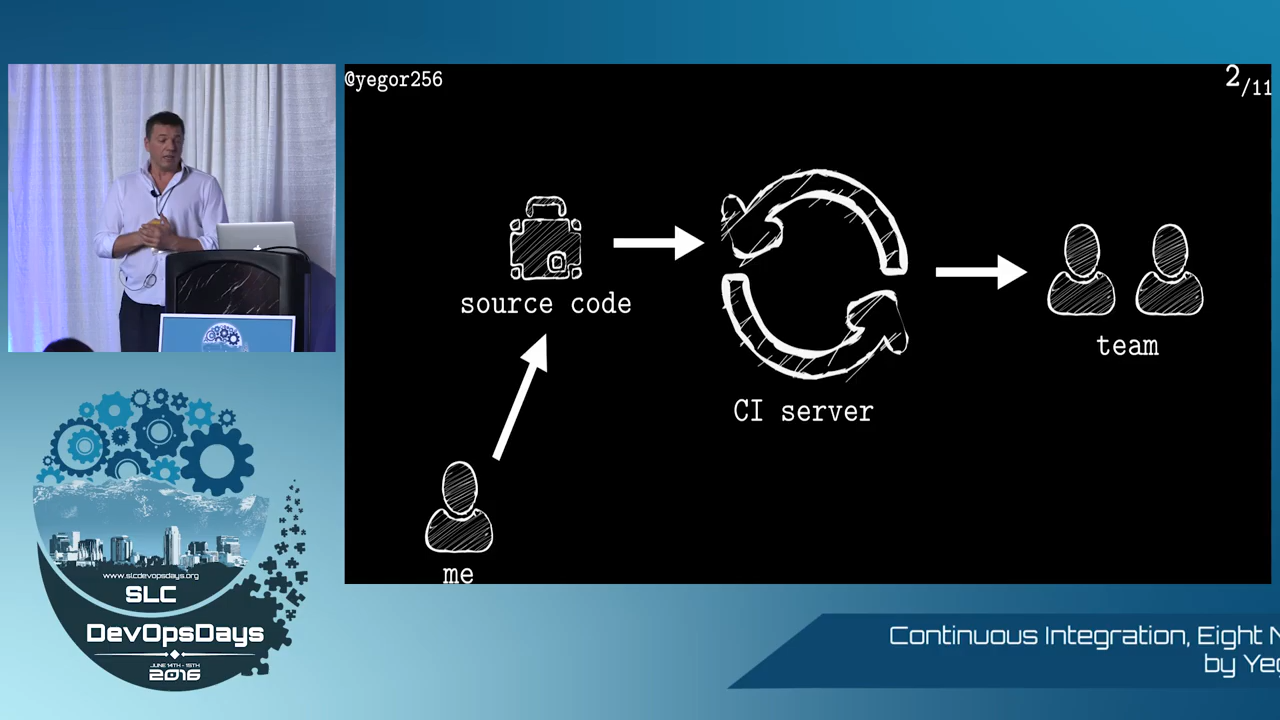 @yegor256
2/11
source code
CI server
team
me
www.slcdevopsdays.org
SLC
DevOpsDays
JUNE 14TH - 15TH
2016
Continuous Integration, Eight
by